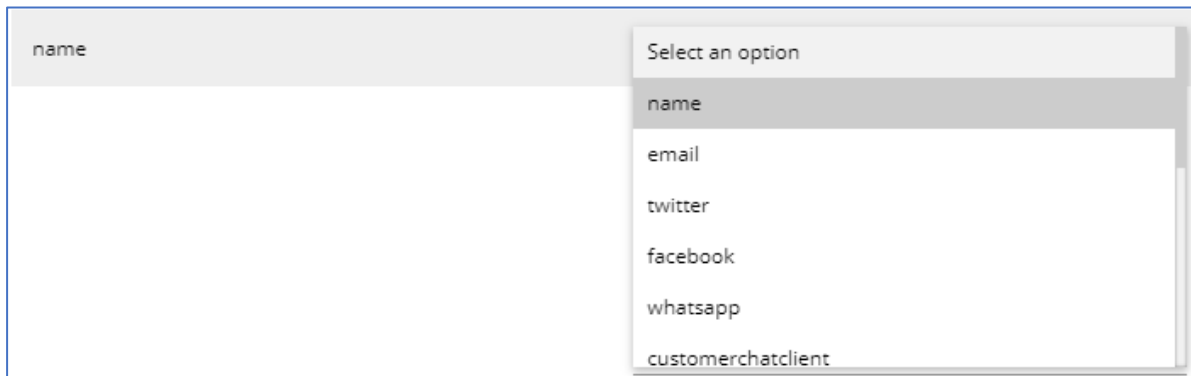 name
Select an option
name
email
twitter
facebook
whatsapp
customerchatclient